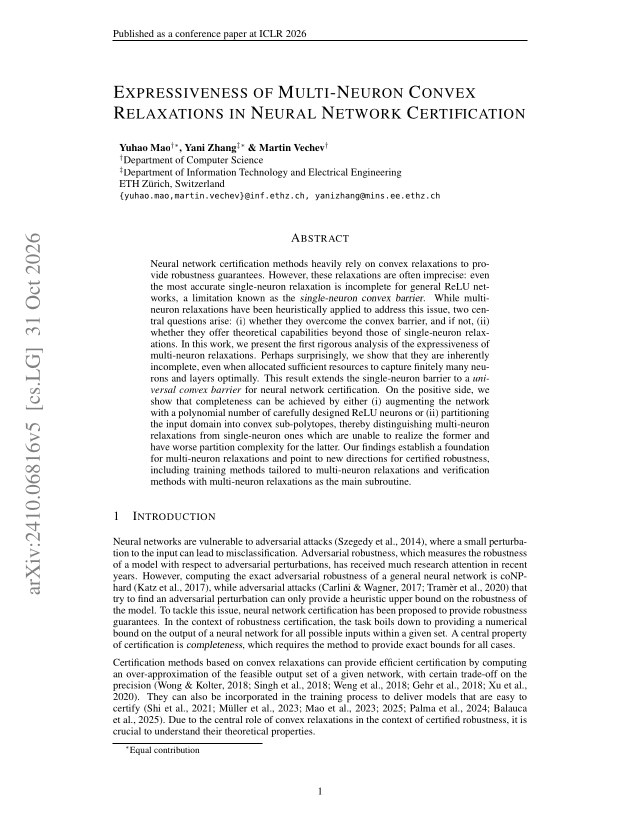 Published as a conference paper at ICLR 2026
EXPRESSIVENESS OF MULTI-NEURON CONVEX
RELAXATIONS IN NEURAL NETWORK CERTIFICATION
Yuhao Mao†*, Yani Zhang‡* & Martin Vechev†
†Department of Computer Science
‡Department of Information Technology and Electrical Engineering
ETH Zürich, Switzerland
{yuhao.mao,martin.vechev}@inf.ethz.ch, yanizhang@mins.ee.ethz.ch
ABSTRACT
Neural network certification methods heavily rely on convex relaxations to pro-
vide robustness guarantees. However, these relaxations are often imprecise: even
the most accurate single-neuron relaxation is incomplete for general ReLU net-
works, a limitation known as the single-neuron convex barrier. While multi-
neuron relaxations have been heuristically applied to address this issue, two cen-
tral questions arise: (i) whether they overcome the convex barrier, and if not, (ii)
whether they offer theoretical capabilities beyond those of single-neuron relax-
ations. In this work, we present the first rigorous analysis of the expressiveness of
multi-neuron relaxations. Perhaps surprisingly, we show that they are inherently
incomplete, even when allocated sufficient resources to capture finitely many neu-
rons and layers optimally. This result extends the single-neuron barrier to a uni-
versal convex barrier for neural network certification. On the positive side, we
show that completeness can be achieved by either (i) augmenting the network
with a polynomial number of carefully designed ReLU neurons or (ii) partitioning
the input domain into convex sub-polytopes, thereby distinguishing multi-neuron
relaxations from single-neuron ones which are unable to realize the former and
have worse partition complexity for the latter. Our findings establish a foundation
for multi-neuron relaxations and point to new directions for certified robustness,
including training methods tailored to multi-neuron relaxations and verification
methods with multi-neuron relaxations as the main subroutine.
1 INTRODUCTION
Neural networks are vulnerable to adversarial attacks (Szegedy et al., 2014), where a small perturba-
tion to the input can lead to misclassification. Adversarial robustness, which measures the robustness
of a model with respect to adversarial perturbations, has received much research attention in recent
years. However, computing the exact adversarial robustness of a general neural network is coNP-
hard (Katz et al., 2017), while adversarial attacks (Carlini & Wagner, 2017; Tramèr et al., 2020) that
try to find an adversarial perturbation can only provide a heuristic upper bound on the robustness of
the model. To tackle this issue, neural network certification has been proposed to provide robustness
guarantees. In the context of robustness certification, the task boils down to providing a numerical
bound on the output of a neural network for all possible inputs within a given set. A central property
of certification is completeness, which requires the method to provide exact bounds for all cases.
Certification methods based on convex relaxations can provide efficient certification by computing
an over-approximation of the feasible output set of a given network, with certain trade-off on the
precision (Wong & Kolter, 2018; Singh et al., 2018; Weng et al., 2018; Gehr et al., 2018; Xu et al.,
2020). They can also be incorporated in the training process to deliver models that are easy to
certify (Shi et al., 2021; Müller et al., 2023; Mao et al., 2023; 2025; Palma et al., 2024; Balauca
et al., 2025). Due to the central role of convex relaxations in the context of certified robustness, it is
crucial to understand their theoretical properties.
*Equal contribution
1
arXiv:2410.06816v5 [cs.LG] 31 Oct 2026